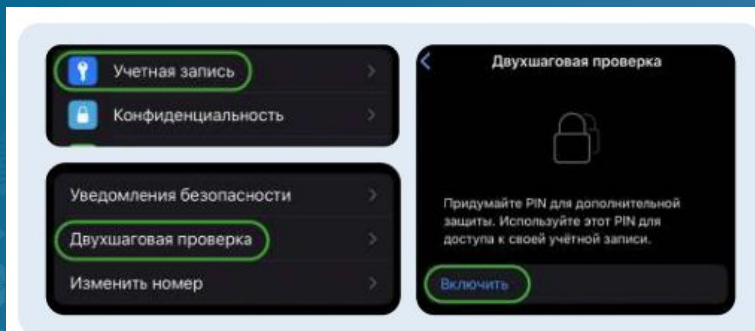 Учетная запись
Конфиденциальность
Уведомления безопасности
Двухшаговая проверка
Изменить номер
Двухшаговая проверка
Придумайте PIN для дополнительной
защиты. Используйте этот PIN для
доступа к своей учётной записи.
Включить